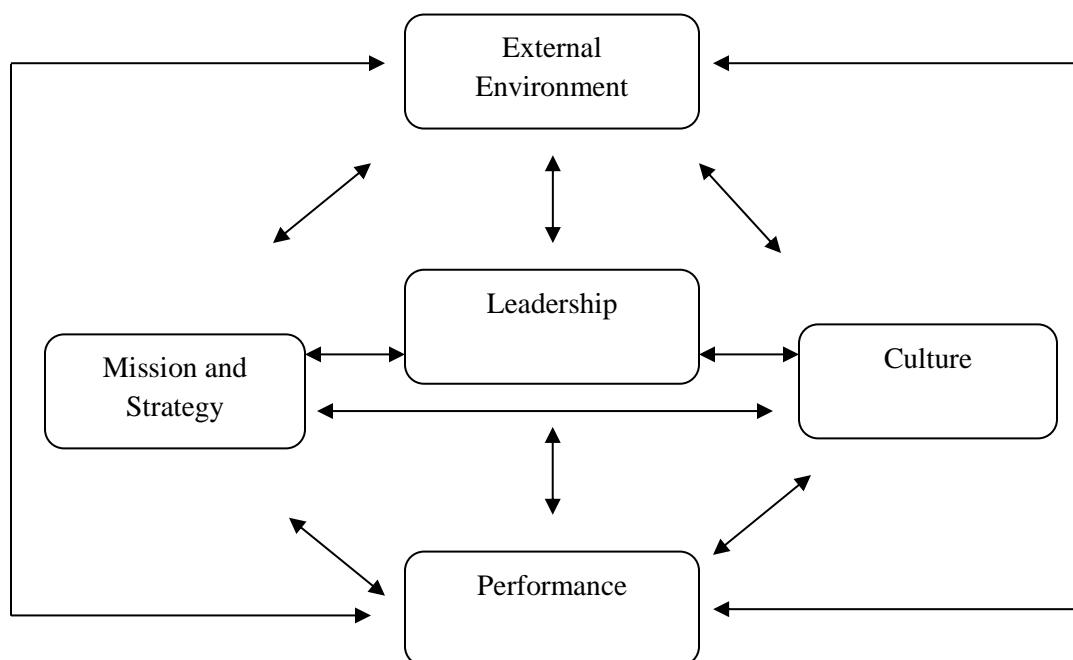 External
Environment
Leadership
Mission and
Strategy
Culture
Performance